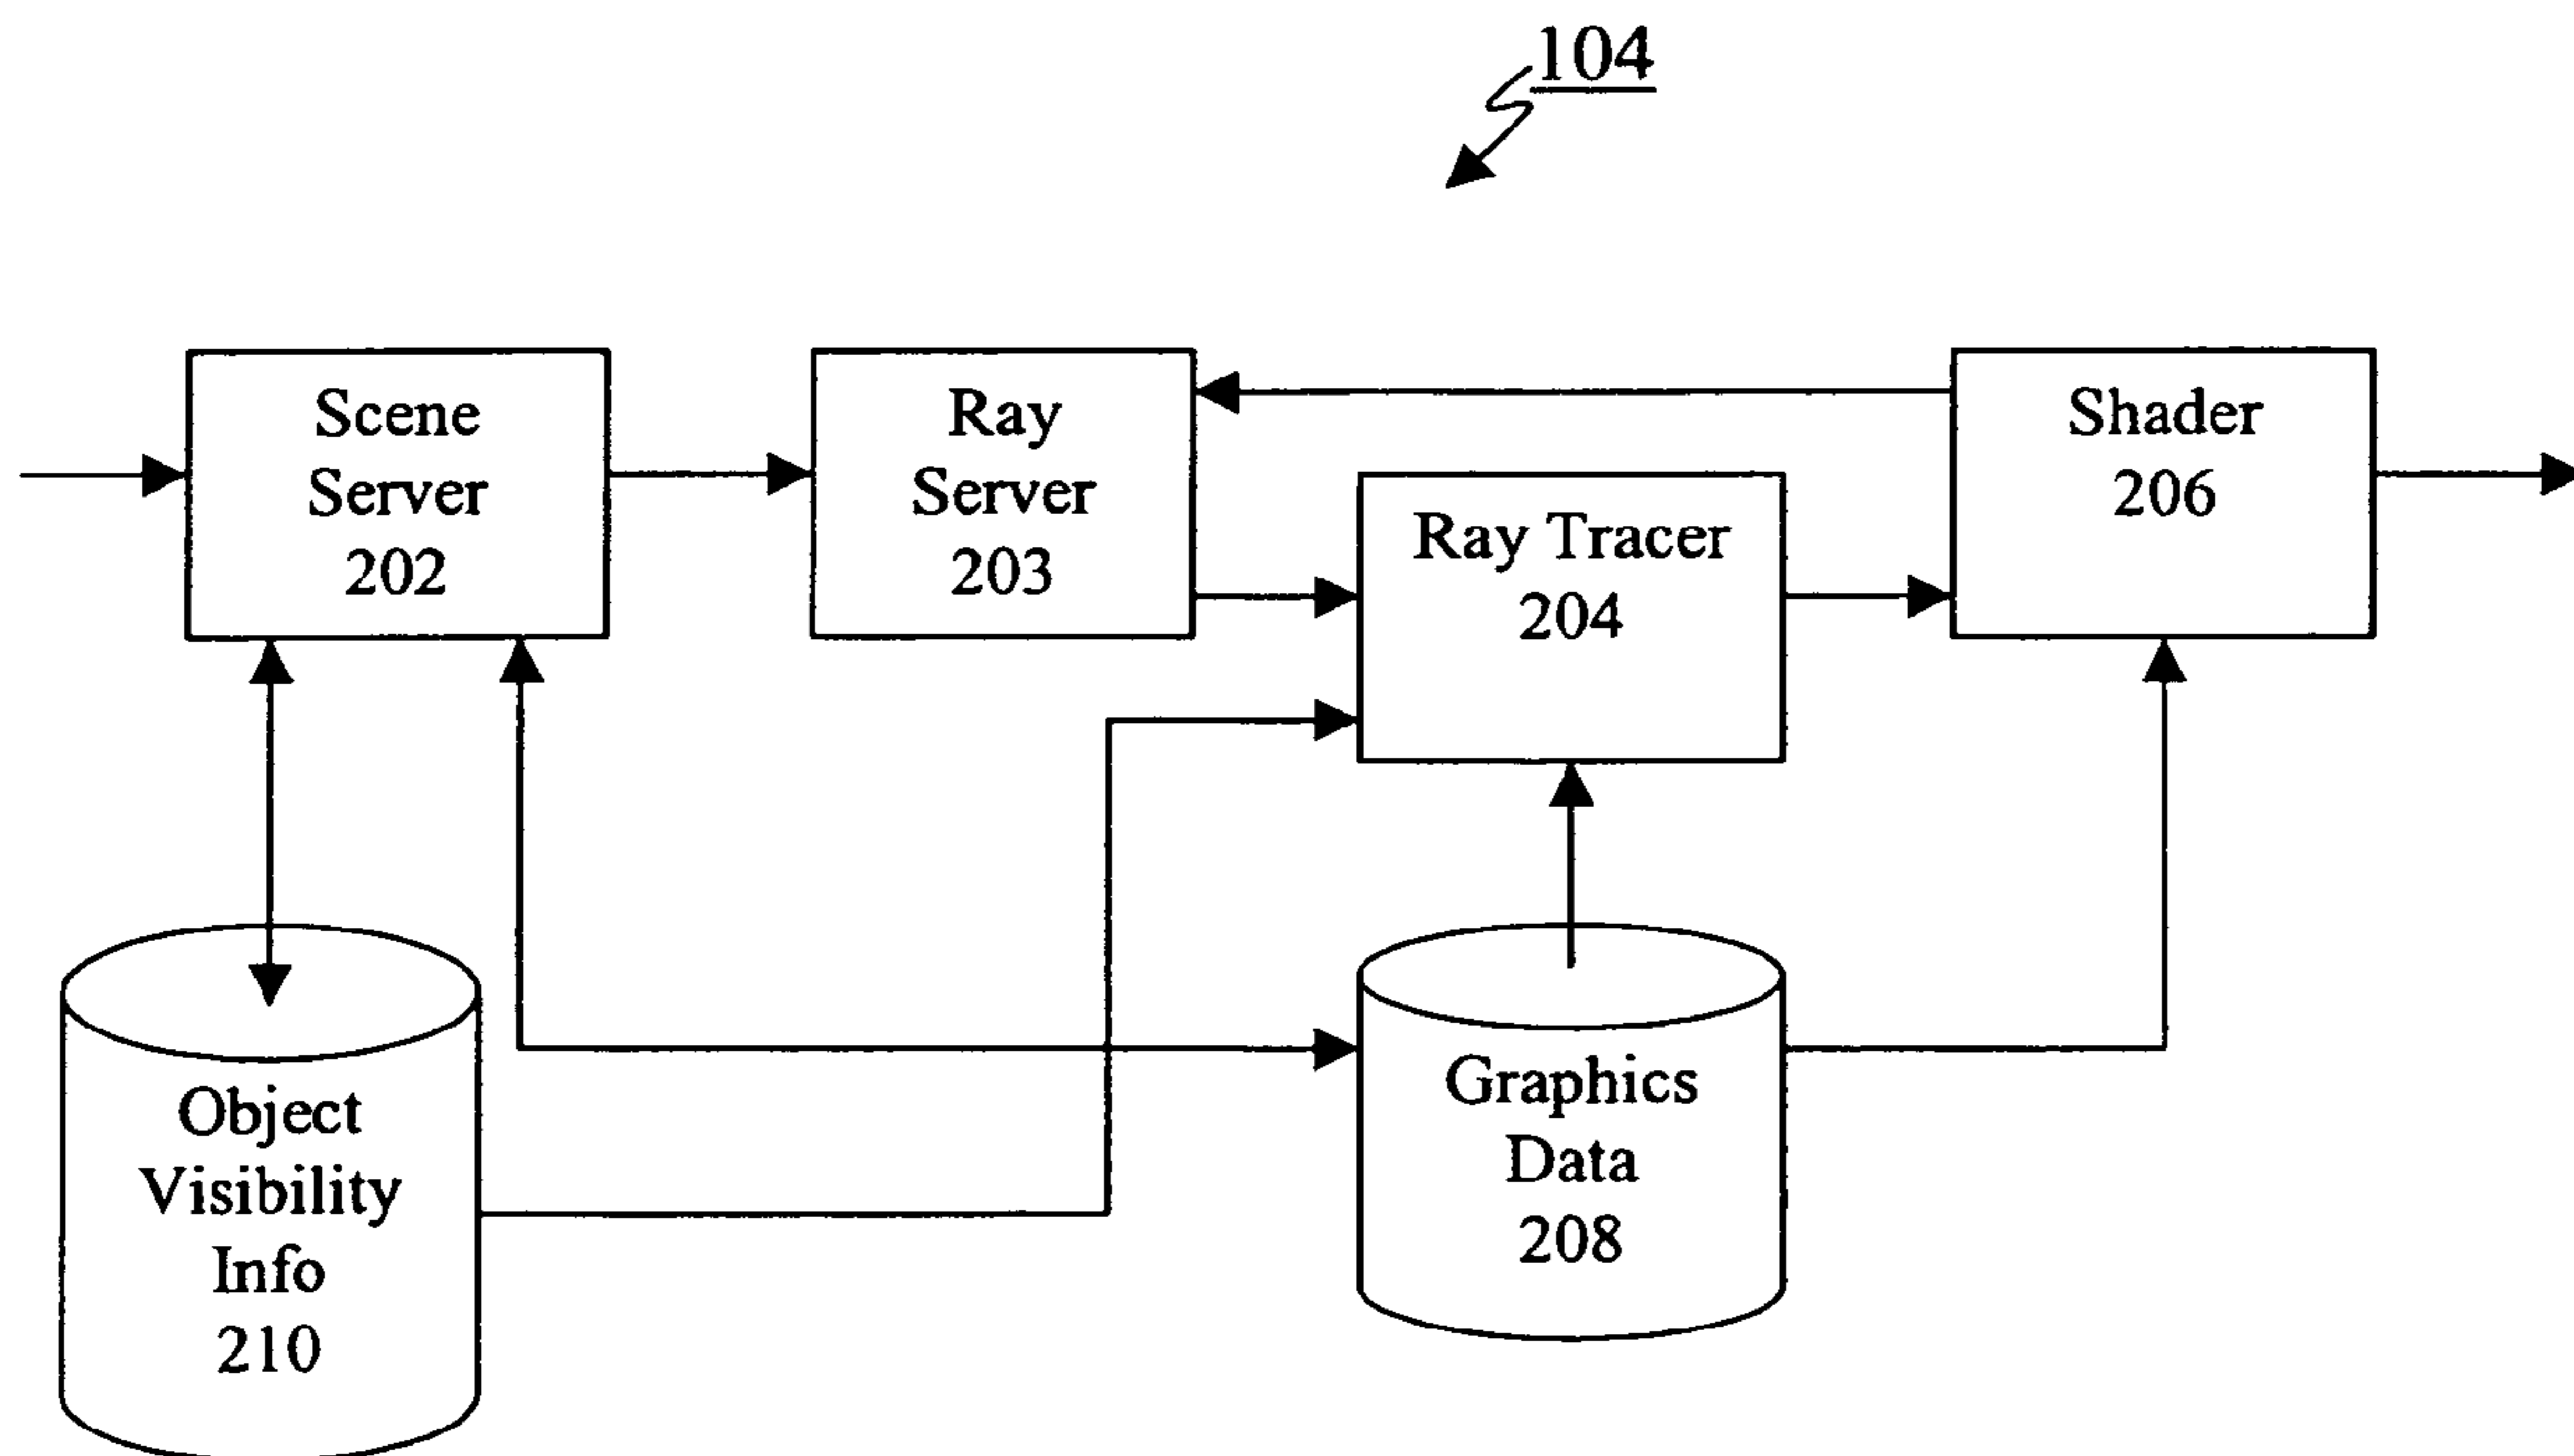 104
Scene
Server
202
Ray
Server
203
Ray Tracer
204
Shader
206
Object
Visibility
Info
210
Graphics
Data
208